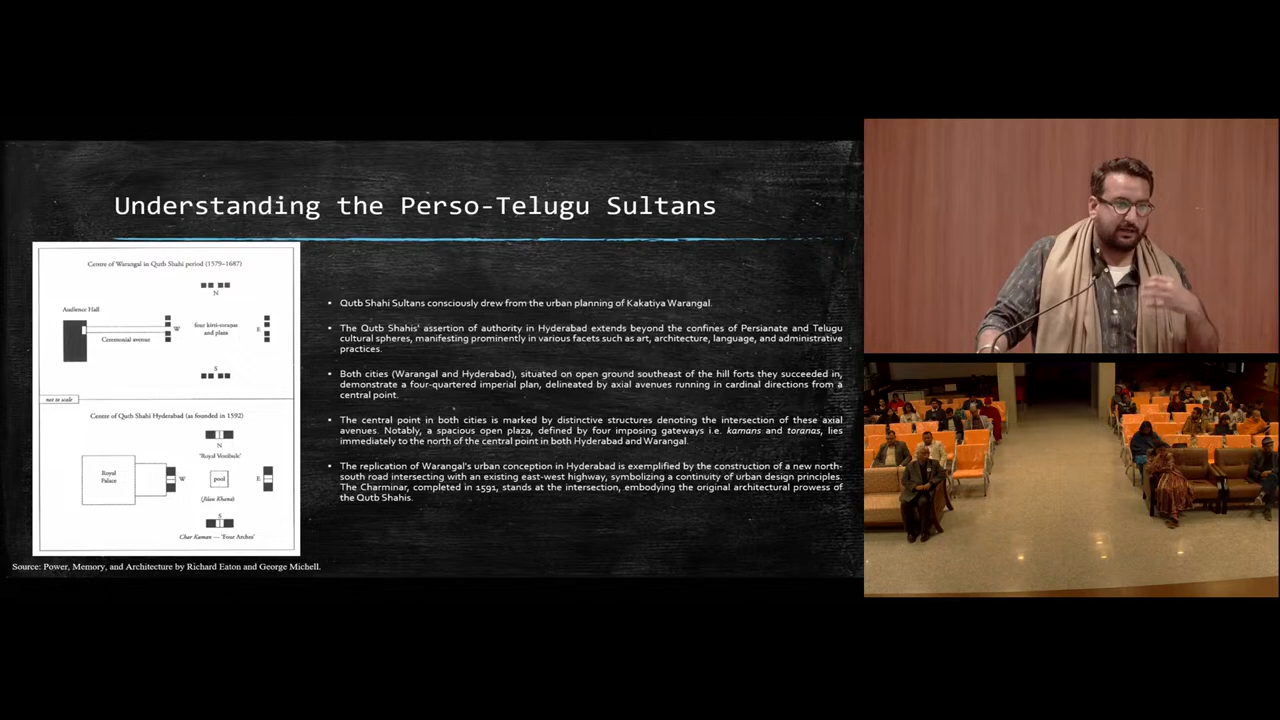 Understanding the Perso-Telugu Sultans
Centre of Warangal in Qutb Shahi period (1579–1687)
N
Audience Hall
W
four kirti-toranas
and plaza
E
Ceremonial avenue
S
not to scale
Centre of Qutb Shahi Hyderabad (as founded in 1592)
N
'Royal Vestibule'
Royal
Palace
W
pool
E
(Jilau Khana)
S
Char Kaman — 'Four Arches'
Source: Power, Memory, and Architecture by Richard Eaton and George Michell.
• Qutb Shahi Sultans consciously drew from the urban planning of Kakatiya Warangal.
• The Qutb Shahis' assertion of authority in Hyderabad extends beyond the confines of Persianate and Telugu
cultural spheres, manifesting prominently in various facets such as art, architecture, language, and administrative
practices.
• Both cities (Warangal and Hyderabad), situated on open ground southeast of the hill forts they succeeded in,
demonstrate a four-quartered imperial plan, delineated by axial avenues running in cardinal directions from a
central point.
• The central point in both cities is marked by distinctive structures denoting the intersection of these axial
avenues. Notably, a spacious open plaza, defined by four imposing gateways i.e. kamans and toranas, lies
immediately to the north of the central point in both Hyderabad and Warangal.
• The replication of Warangal's urban conception in Hyderabad is exemplified by the construction of a new north-
south road intersecting with an existing east-west highway, symbolizing a continuity of urban design principles.
The Charminar, completed in 1591, stands at the intersection, embodying the original architectural prowess of
the Qutb Shahis.